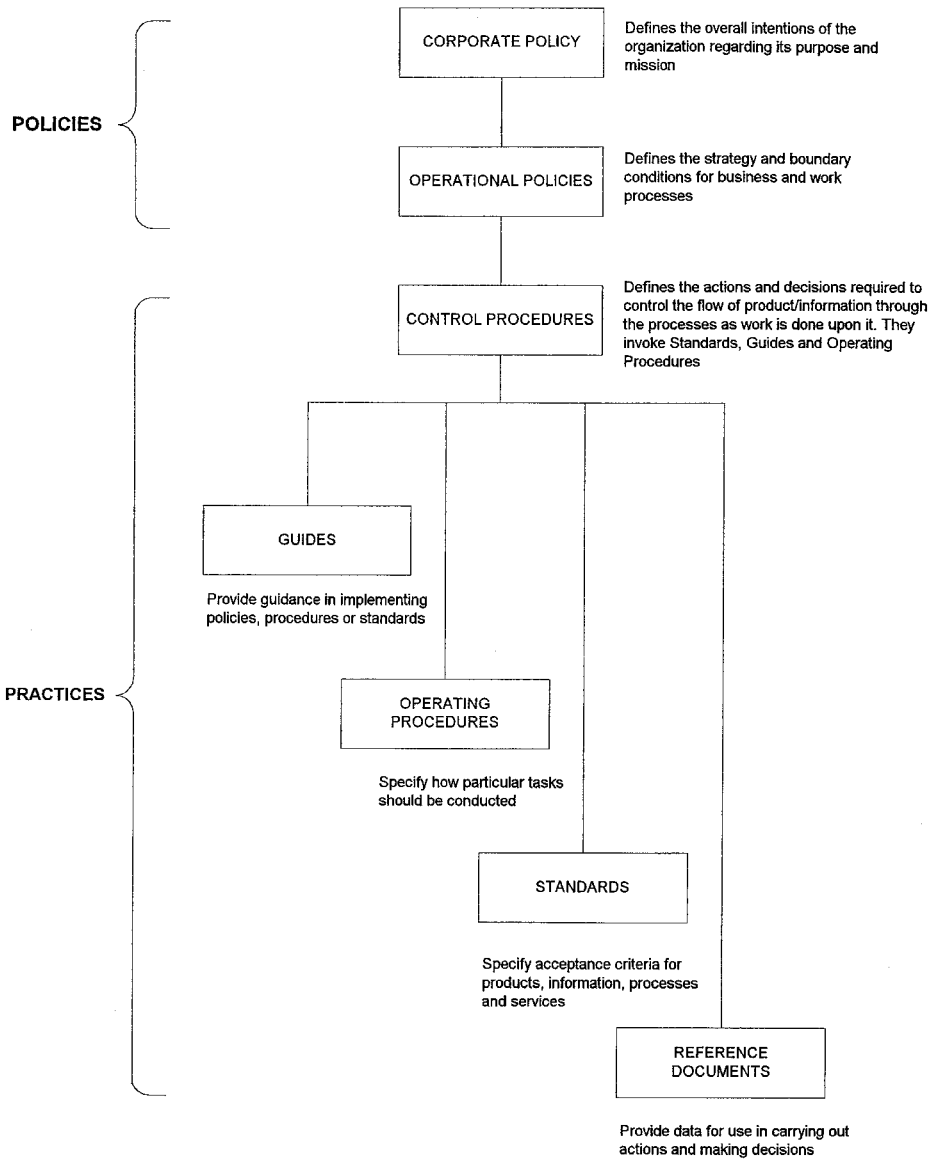 CORPORATE POLICY
Defines the overall intentions of the
organization regarding its purpose and
mission
POLICIES
OPERATIONAL POLICIES
Defines the strategy and boundary
conditions for business and work
processes
CONTROL PROCEDURES
Defines the actions and decisions required to
control the flow of product/information through
the processes as work is done upon it. They
invoke Standards, Guides and Operating
Procedures
GUIDES
Provide guidance in implementing
policies, procedures or standards
PRACTICES
OPERATING
PROCEDURES
Specify how particular tasks
should be conducted
STANDARDS
Specify acceptance criteria for
products, information, processes
and services
REFERENCE
DOCUMENTS
Provide data for use in carrying out
actions and making decisions